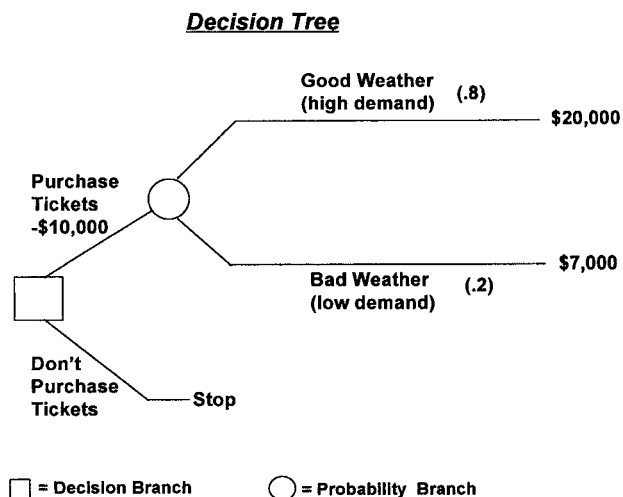 Decision Tree
Good Weather
(high demand)
(.8)
$20,000
Purchase
Tickets
-$10,000
$7,000
Bad Weather
(low demand)
(.2)
Don't
Purchase
Tickets
Stop
= Decision Branch
= Probability Branch